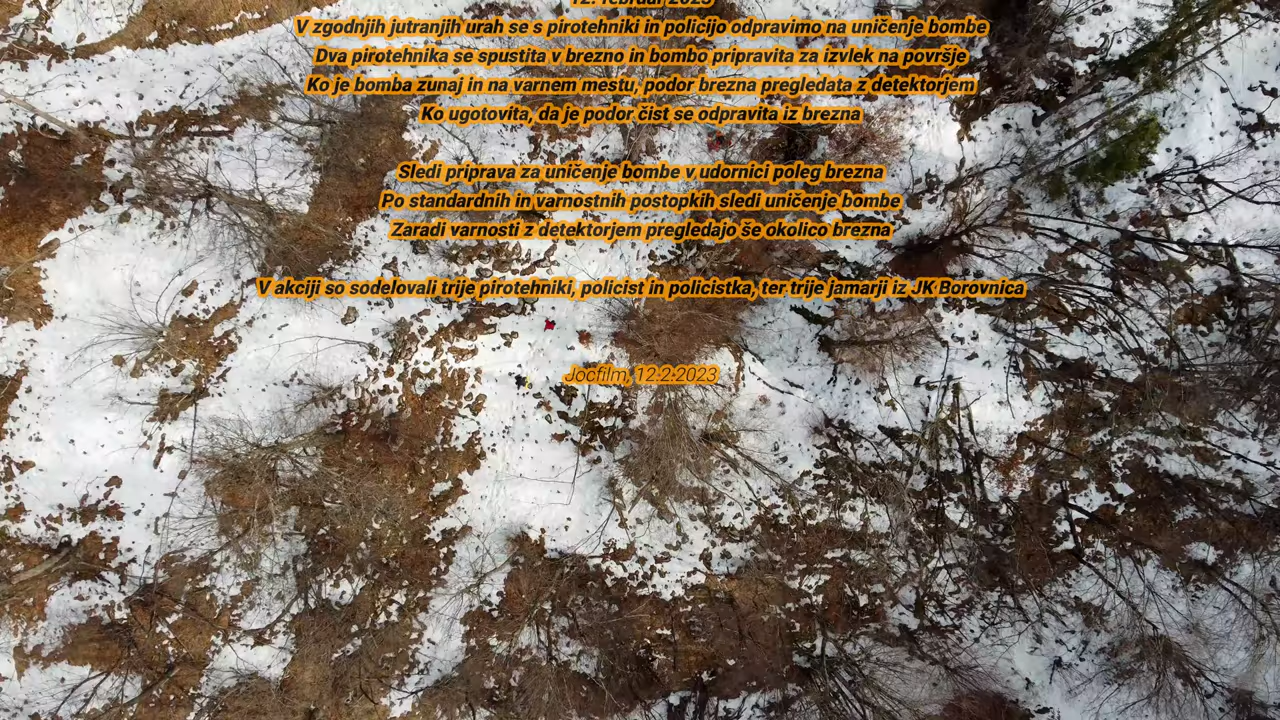 12. februar 2023
V zgodnjih jutranjih urah se s pirotehniki in policijo odpravimo na uničenje bombe
Dva pirotehnika se spustita v brezno in bombo pripravita za izvlek na površje
Ko je bomba zunaj in na varnem mestu, podor brezna pregledata z detektorjem
Ko ugotovita, da je podor čist se odpravita iz brezna
Sledi priprava za uničenje bombe v udornici poleg brezna
Po standardnih in varnostnih postopkih sledi uničenje bombe
Zaradi varnosti z detektorjem pregledajo še okolico brezna
V akciji so sodelovali trije pirotehniki, policist in policistka, ter trije jamarji iz JK Borovnica
Jocfilm, 12.2.2023